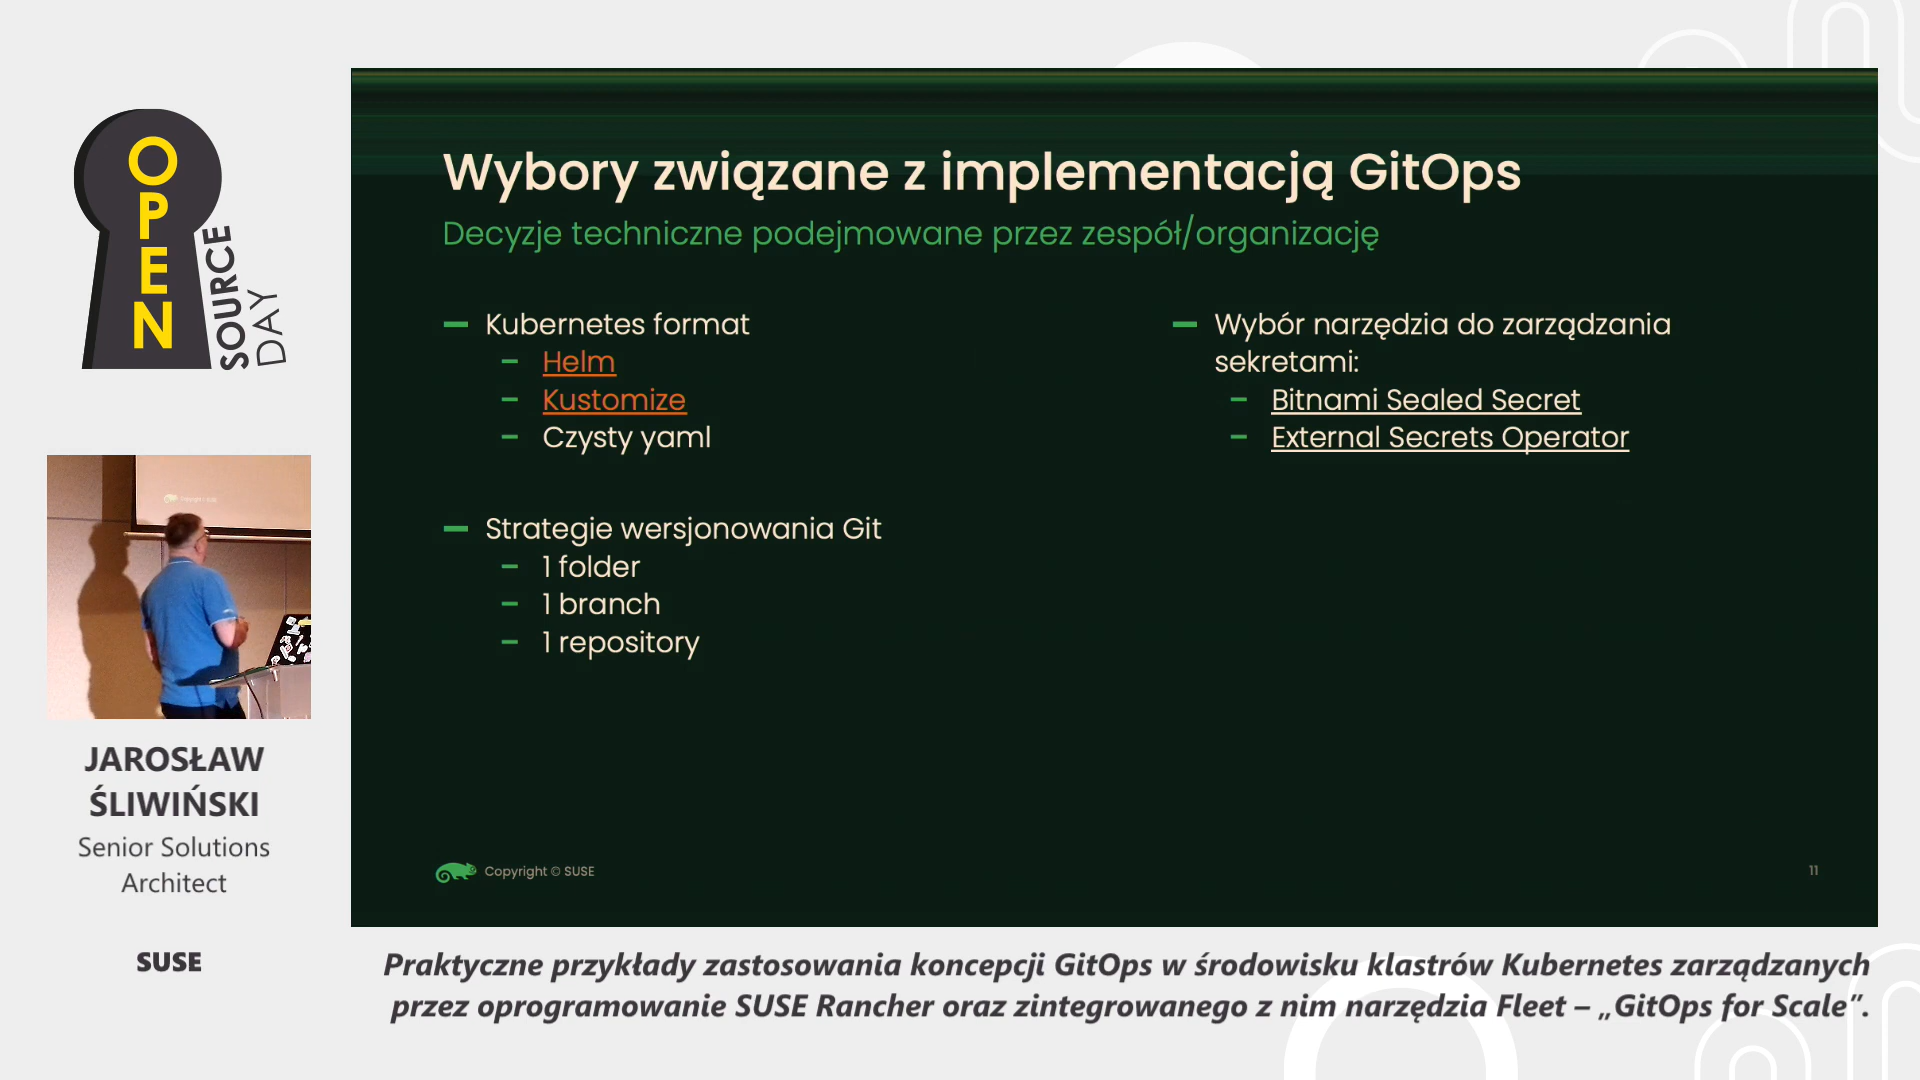 OPEN
SOURCE
DAY
Wybory związane z implementacją GitOps
Decyzje techniczne podejmowane przez zespół/organizację
Kubernetes format
Helm
Kustomize
Czysty yaml
Strategie wersjonowania Git
1 folder
1 branch
1 repository
Wybór narzędzia do zarządzania
sekretami:
Bitnami Sealed Secret
External Secrets Operator
Copyright © SUSE
11
JAROSŁAW
ŚLIWIŃSKI
Senior Solutions
Architect
SUSE
Praktyczne przykłady zastosowania koncepcji GitOps w środowisku klastrów Kubernetes zarządzanych
przez oprogramowanie SUSE Rancher oraz zintegrowanego z nim narzędzia Fleet – „GitOps for Scale”.